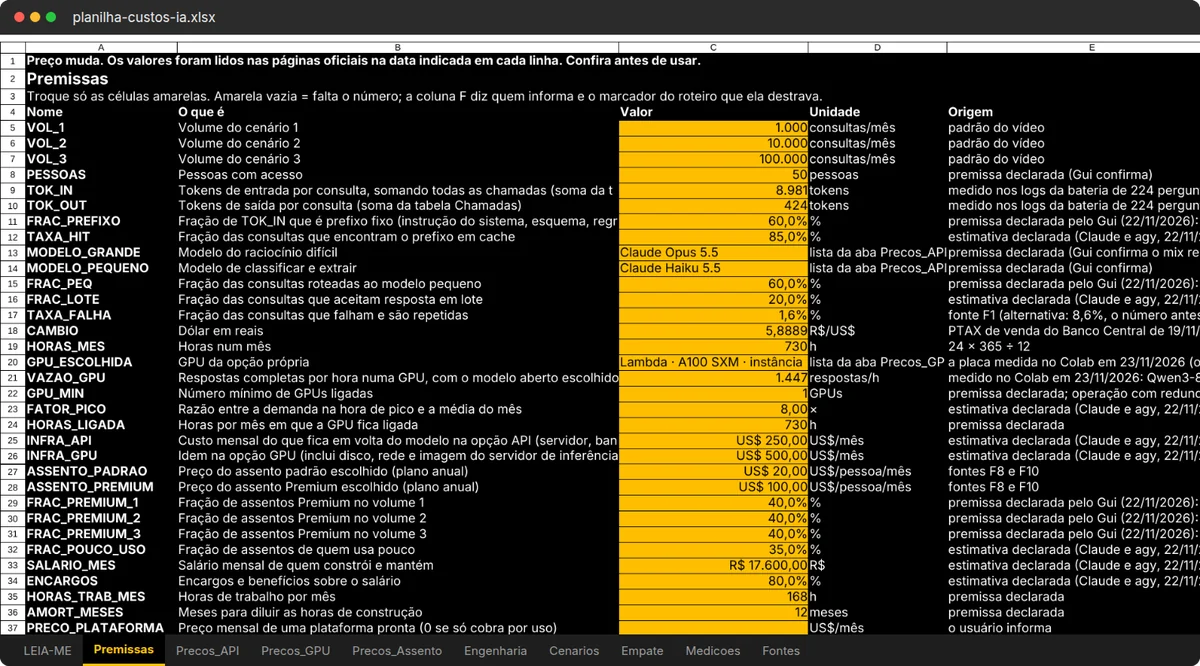 planilha-custos-ia.xlsx
A B C D E
1 Preço muda. Os valores foram lidos nas páginas oficiais na data indicada em cada linha. Confira antes de usar.
2 Premissas
3 Troque só as células amarelas. Amarela vazia = falta o número; a coluna F diz quem informa e o marcador do roteiro que ela destrava.
4 Nome O que é Valor Unidade Origem
5 VOL_1 Volume do cenário 1 1.000 consultas/mês padrão do vídeo
6 VOL_2 Volume do cenário 2 10.000 consultas/mês padrão do vídeo
7 VOL_3 Volume do cenário 3 100.000 consultas/mês padrão do vídeo
8 PESSOAS Pessoas com acesso 50 pessoas premissa declarada (Gui confirma)
9 TOK_IN Tokens de entrada por consulta, somando todas as chamadas (soma da t 8.981 tokens medido nos logs da bateria de 224 pergun
10 TOK_OUT Tokens de saída por consulta (soma da tabela Chamadas) 424 tokens medido nos logs da bateria de 224 pergun
11 FRAC_PREFIXO Fração de TOK_IN que é prefixo fixo (instrução do sistema, esquema, regr 60,0% % premissa declarada pelo Gui (22/11/2026):
12 TAXA_HIT Fração das consultas que encontram o prefixo em cache 85,0% % estimativa declarada (Claude e agy, 22/11/
13 MODELO_GRANDE Modelo do raciocínio difícil Claude Opus 5.5 lista da aba Precos_API premissa declarada (Gui confirma o mix re
14 MODELO_PEQUENO Modelo de classificar e extrair Claude Haiku 5.5 lista da aba Precos_API premissa declarada (Gui confirma)
15 FRAC_PEQ Fração das consultas roteadas ao modelo pequeno 60,0% % premissa declarada pelo Gui (22/11/2026):
16 FRAC_LOTE Fração das consultas que aceitam resposta em lote 20,0% % estimativa declarada (Claude e agy, 22/11/
17 TAXA_FALHA Fração das consultas que falham e são repetidas 1,6% % fonte F1 (alternativa: 8,6%, o número antes
18 CAMBIO Dólar em reais 5,8889 R$/US$ PTAX de venda do Banco Central de 19/11/
19 HORAS_MES Horas num mês 730 h 24 × 365 ÷ 12
20 GPU_ESCOLHIDA GPU da opção própria Lambda · A100 SXM · instância lista da aba Precos_GP a placa medida no Colab em 23/11/2026 (o
21 VAZAO_GPU Respostas completas por hora numa GPU, com o modelo aberto escolhido 1.447 respostas/h medido no Colab em 23/11/2026: Qwen3-8
22 GPU_MIN Número mínimo de GPUs ligadas 1 GPUs premissa declarada; operação com redund
23 FATOR_PICO Razão entre a demanda na hora de pico e a média do mês 8,00 × estimativa declarada (Claude e agy, 22/11/
24 HORAS_LIGADA Horas por mês em que a GPU fica ligada 730 h premissa declarada
25 INFRA_API Custo mensal do que fica em volta do modelo na opção API (servidor, ban US$ 250,00 US$/mês estimativa declarada (Claude e agy, 22/11/
26 INFRA_GPU Idem na opção GPU (inclui disco, rede e imagem do servidor de inferência US$ 500,00 US$/mês estimativa declarada (Claude e agy, 22/11/
27 ASSENTO_PADRAO Preço do assento padrão escolhido (plano anual) US$ 20,00 US$/pessoa/mês fontes F8 e F10
28 ASSENTO_PREMIUM Preço do assento Premium escolhido (plano anual) US$ 100,00 US$/pessoa/mês fontes F8 e F10
29 FRAC_PREMIUM_1 Fração de assentos Premium no volume 1 40,0% % premissa declarada pelo Gui (22/11/2026):
30 FRAC_PREMIUM_2 Fração de assentos Premium no volume 2 40,0% % premissa declarada pelo Gui (22/11/2026):
31 FRAC_PREMIUM_3 Fração de assentos Premium no volume 3 40,0% % premissa declarada pelo Gui (22/11/2026):
32 FRAC_POUCO_USO Fração de assentos de quem usa pouco 35,0% % estimativa declarada (Claude e agy, 22/11/
33 SALARIO_MES Salário mensal de quem constrói e mantém R$ 17.600,00 R$ estimativa declarada (Claude e agy, 22/11/
34 ENCARGOS Encargos e benefícios sobre o salário 80,0% % estimativa declarada (Claude e agy, 22/11/
35 HORAS_TRAB_MES Horas de trabalho por mês 168 h premissa declarada
36 AMORT_MESES Meses para diluir as horas de construção 12 meses premissa declarada
37 PRECO_PLATAFORMA Preço mensal de uma plataforma pronta (0 se só cobra por uso) US$/mês o usuário informa
LEIA-ME Premissas Precos_API Precos_GPU Precos_Assento Engenharia Cenarios Empate Medicoes Fontes